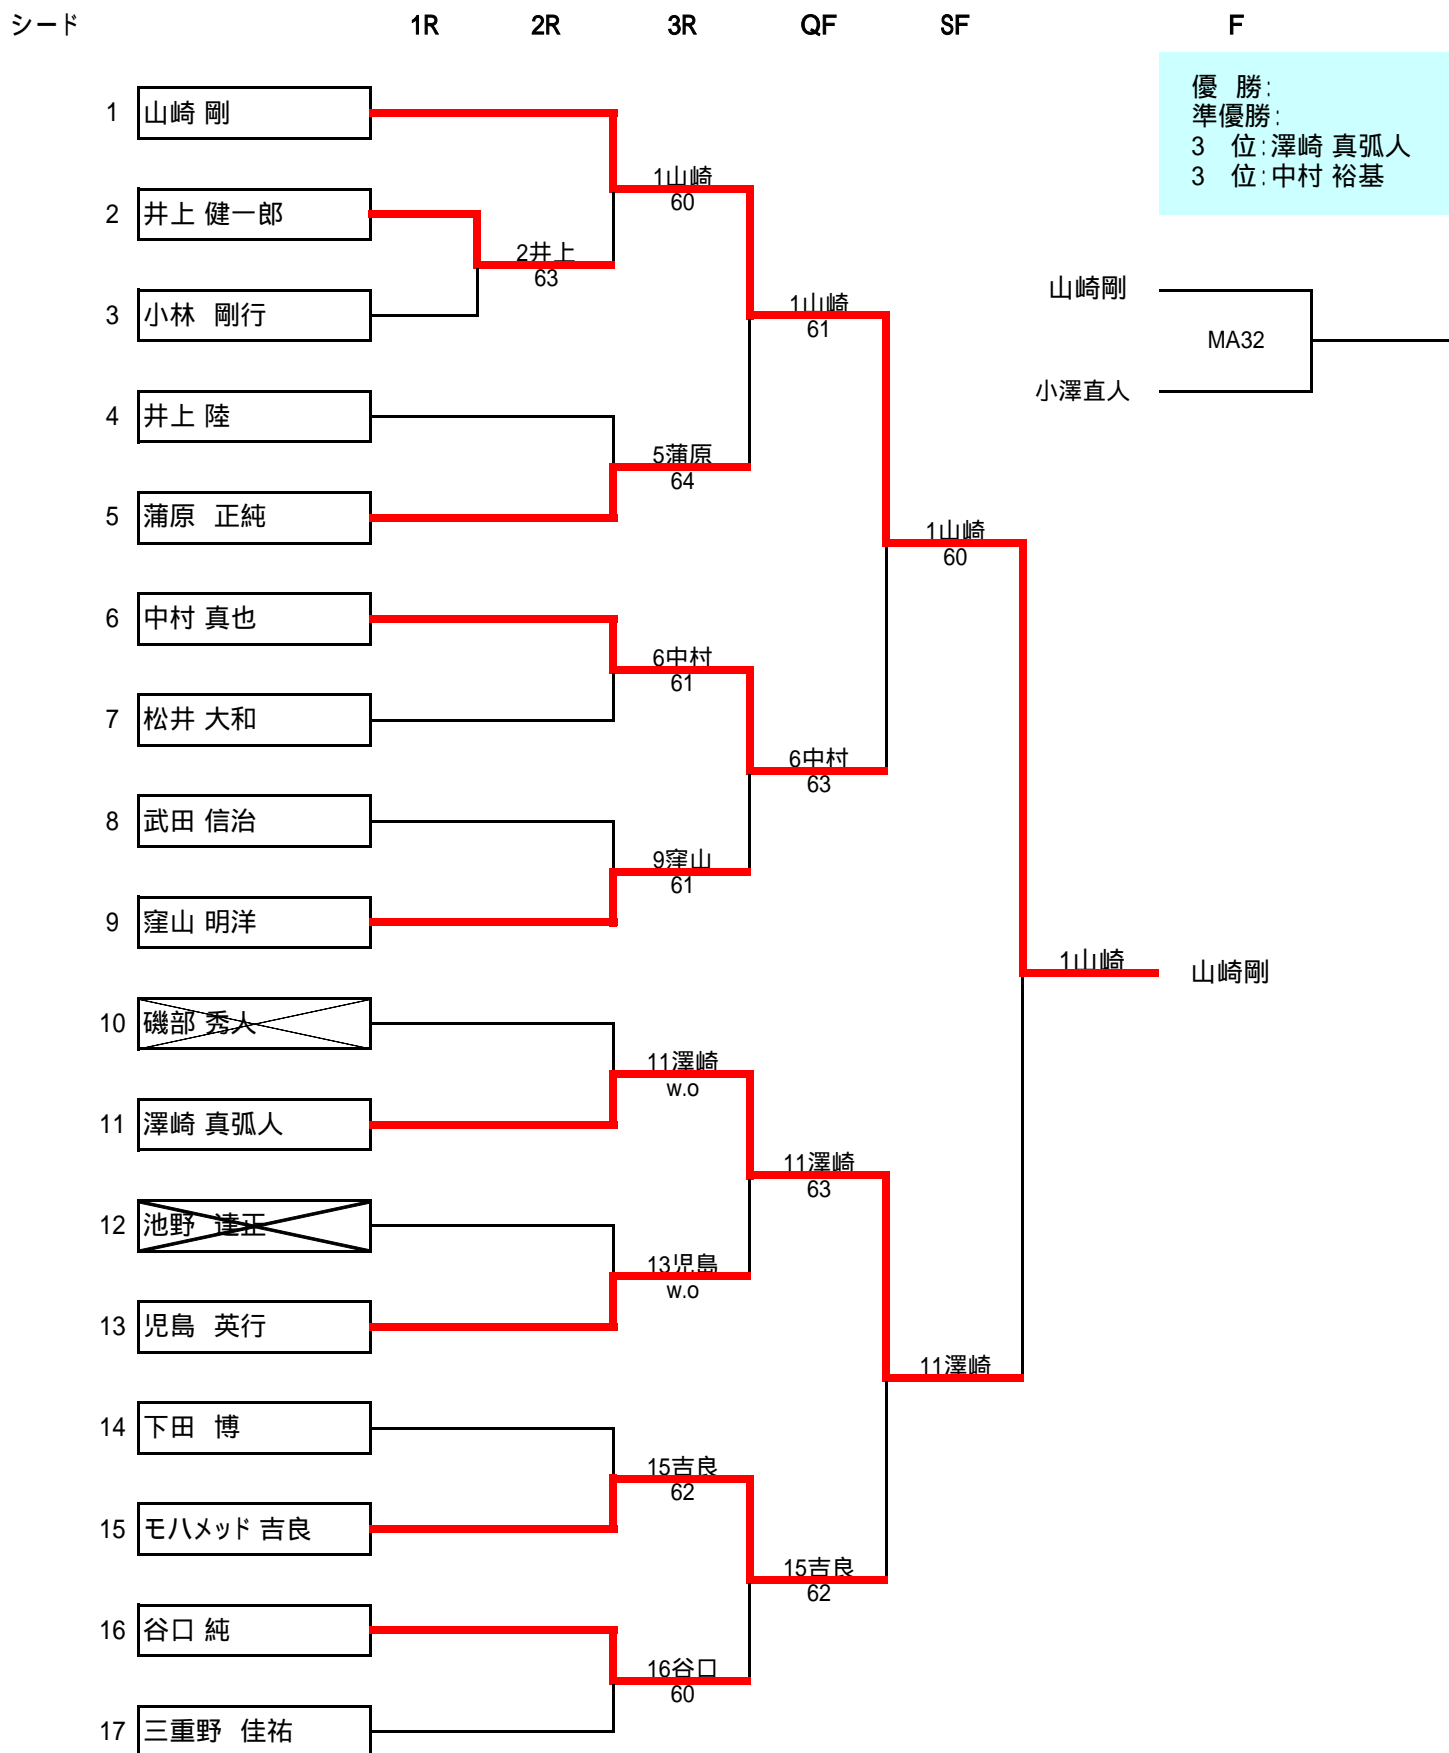 シード 1R 2R 3R QF SF F
優 勝:
準優勝:
3 位:澤崎 真弧人
3 位:中村 裕基
1 山崎 剛
1山崎
60
2 井上 健一郎
2井上
63
3 小林 剛行
1山崎
61
山崎剛
MA32
小澤直人
4 井上 陸
5蒲原
64
5 蒲原 正純
1山崎
60
6 中村 真也
6中村
61
7 松井 大和
6中村
63
8 武田 信治
9窪山
61
9 窪山 明洋
1山崎 山崎剛
10 磯部 秀人
11澤崎
w.o
11 澤崎 真弧人
11澤崎
63
12 池野 達正
13児島
w.o
13 児島 英行
11澤崎
14 下田 博
15吉良
62
15 モハメッド 吉良
15吉良
62
16 谷口 純
16谷口
60
17 三重野 佳祐